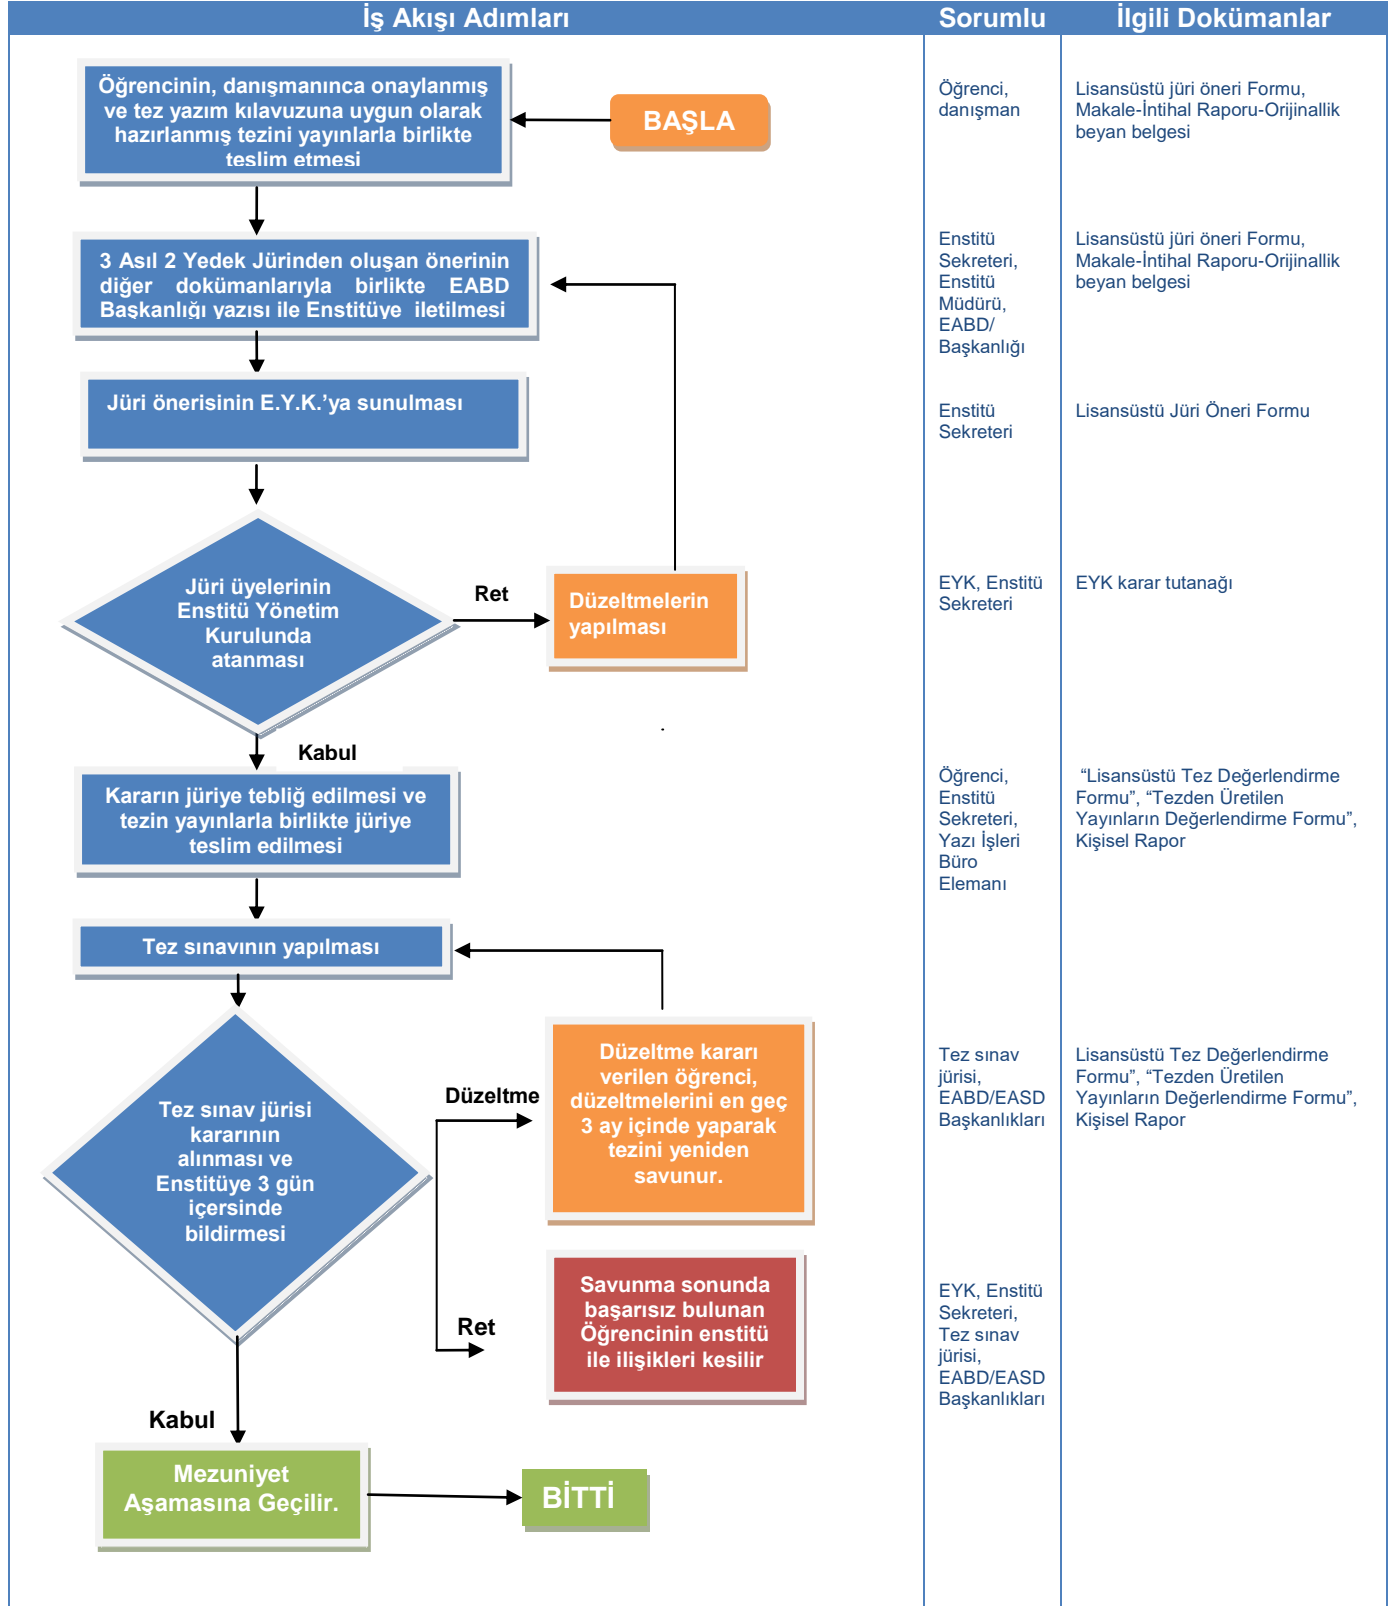 İş Akışı Adımları
Sorumlu
İlgili Dokümanlar
Öğrencinin, danışmanınca onaylanmış
ve tez yazım kılavuzuna uygun olarak
hazırlanmış tezini yayınlarla birlikte
teslim etmesi
BAŞLA
Öğrenci,
danışman
Lisansüstü jüri öneri Formu,
Makale-İntihal Raporu-Orijinallik
beyan belgesi
3 Asıl 2 Yedek Jürinden oluşan önerinin
diğer dokümanlarıyla birlikte EABD
Başkanlığı yazısı ile Enstitüye iletilmesi
Enstitü
Sekreteri,
Enstitü
Müdürü,
EABD/
Başkanlığı
Lisansüstü jüri öneri Formu,
Makale-İntihal Raporu-Orijinallik
beyan belgesi
Jüri önerisinin E.Y.K.’ya sunulması
Enstitü
Sekreteri
Lisansüstü Jüri Öneri Formu
Jüri üyelerinin
Enstitü Yönetim
Kurulunda
atanması
Ret
Düzeltmelerin
yapılması
EYK, Enstitü
Sekreteri
EYK karar tutanağı
.
Kabul
Kararın jüriye tebliğ edilmesi ve
tezin yayınlarla birlikte jüriye
teslim edilmesi
Öğrenci,
Enstitü
Sekreteri,
Yazı İşleri
Büro
Elemanı
“Lisansüstü Tez Değerlendirme
Formu”, “Tezden Üretilen
Yayınların Değerlendirme Formu”,
Kişisel Rapor
Tez sınavının yapılması
Tez sınav jürisi
kararının
alınması ve
Enstitüye 3 gün
içersinde
bildirmesi
Düzeltme
Düzeltme kararı
verilen öğrenci,
düzeltmelerini en geç
3 ay içinde yaparak
tezini yeniden
savunur.
Tez sınav
jürisi,
EABD/EASD
Başkanlıkları
Lisansüstü Tez Değerlendirme
Formu”, “Tezden Üretilen
Yayınların Değerlendirme Formu”,
Kişisel Rapor
Ret
Savunma sonunda
başarısız bulunan
Öğrencinin enstitü
ile ilişikleri kesilir
EYK, Enstitü
Sekreteri,
Tez sınav
jürisi,
EABD/EASD
Başkanlıkları
Kabul
Mezuniyet
Aşamasına Geçilir.
BİTTİ